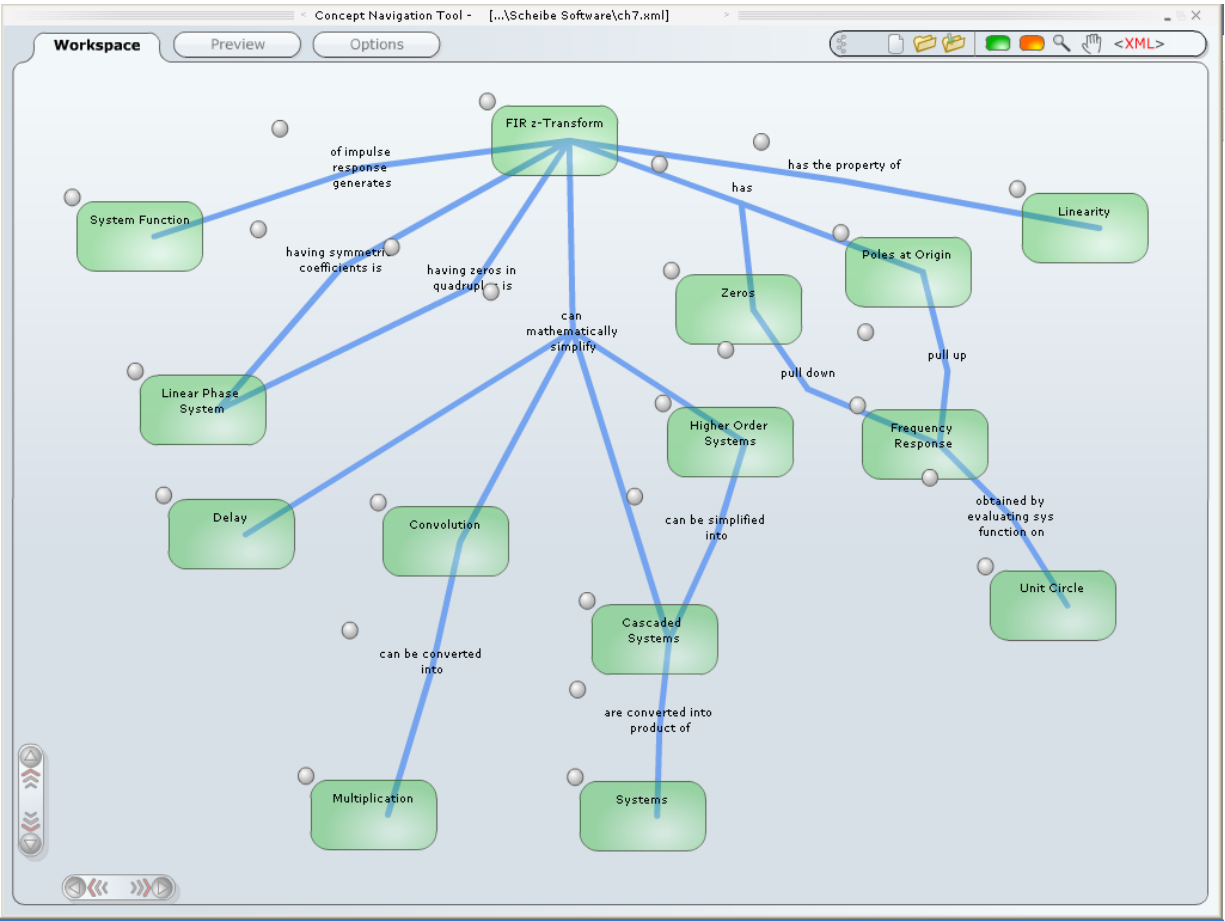 Concept Navigation Tool - [...\Scheibe Software\ch7.xml]
Workspace
Preview
Options
<XML>
FIR z-Transform
of impulse
response
generates
has the property of
has
System Function
Linearity
having symmetric
coefficients is
having zeros in
quadruples is
Poles at Origin
Zeros
can
mathematically
simplify
pull up
pull down
Linear Phase
System
Higher Order
Systems
Frequency
Response
Delay
Convolution
can be simplified
into
obtained by
evaluating sys
function on
Unit Circle
Cascaded
Systems
can be converted
into
are converted into
product of
Multiplication
Systems